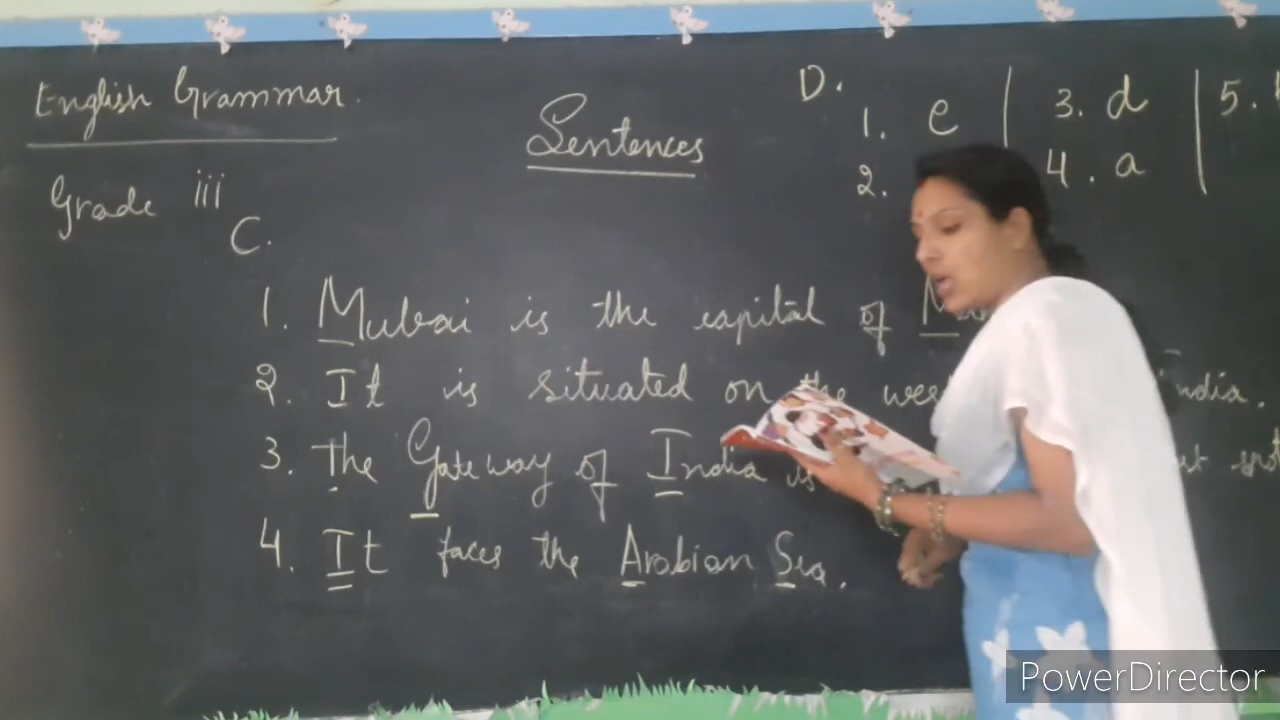 English Grammar.
Sentences
Grade iii
D.
1. e
2.
3. d
4. a
5.
C.
1. Mubai is the capital of
2. It is situated on the India.
3. The Gateway of India is
4. It faces the Arabian Sea.
PowerDirector